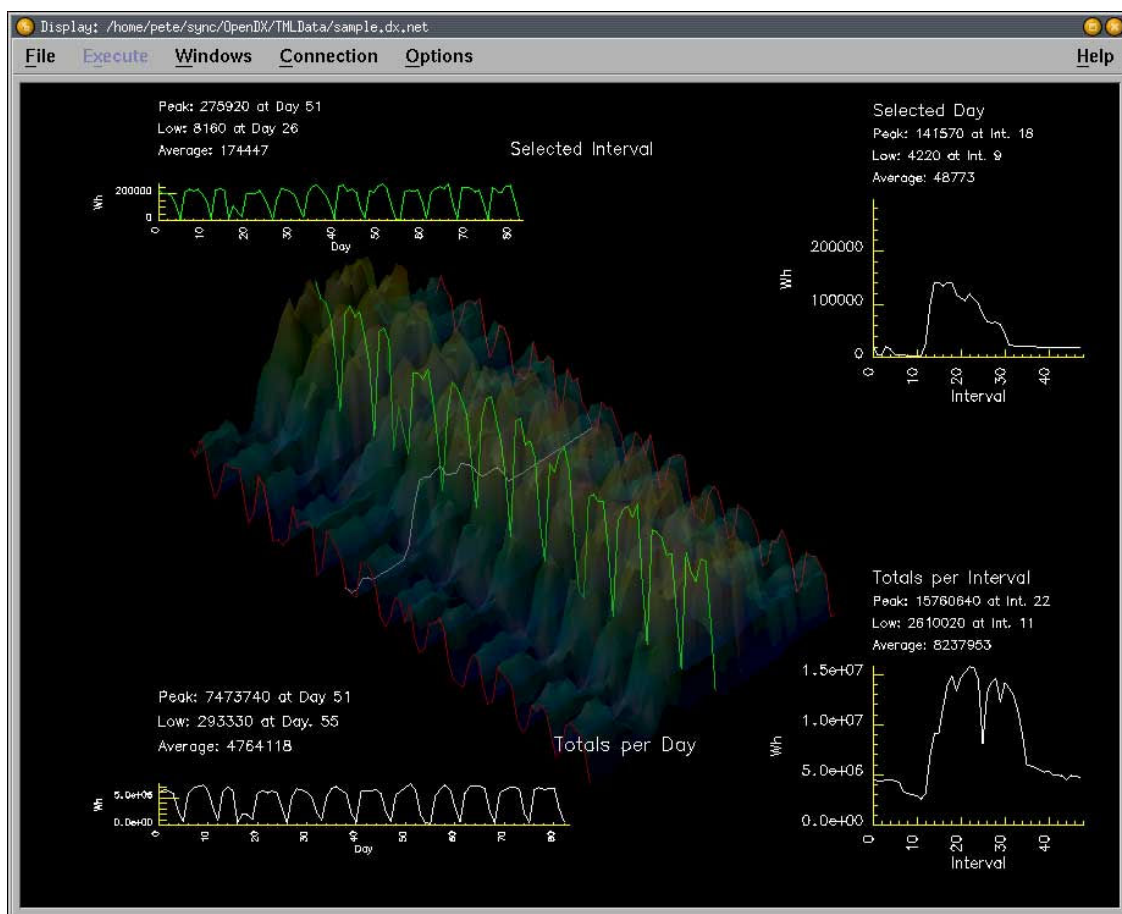 Display: /home/pete/sync/OpenDX/TMLData/sample.dx.net
File Execute Windows Connection Options Help
Peak: 275920 at Day 51
Low: 8160 at Day 26
Average: 174447
Selected Interval
200000
0
Wh
0 10 20 30 40 50 60 70 80
Day
Selected Day
Peak: 141570 at Int. 18
Low: 4220 at Int. 9
Average: 48773
200000
100000
0
Wh
0 10 20 30 40
Interval
Totals per Interval
Peak: 15760640 at Int. 22
Low: 2610020 at Int. 11
Average: 8237953
1.5e+07
1.0e+07
5.0e+06
0.0e+00
Wh
0 10 20 30 40
Interval
Peak: 7473740 at Day 51
Low: 293330 at Day. 55
Average: 4764118
Totals per Day
5.0e+06
0.0e+00
Wh
0 10 20 30 40 50 60 70 80
Day